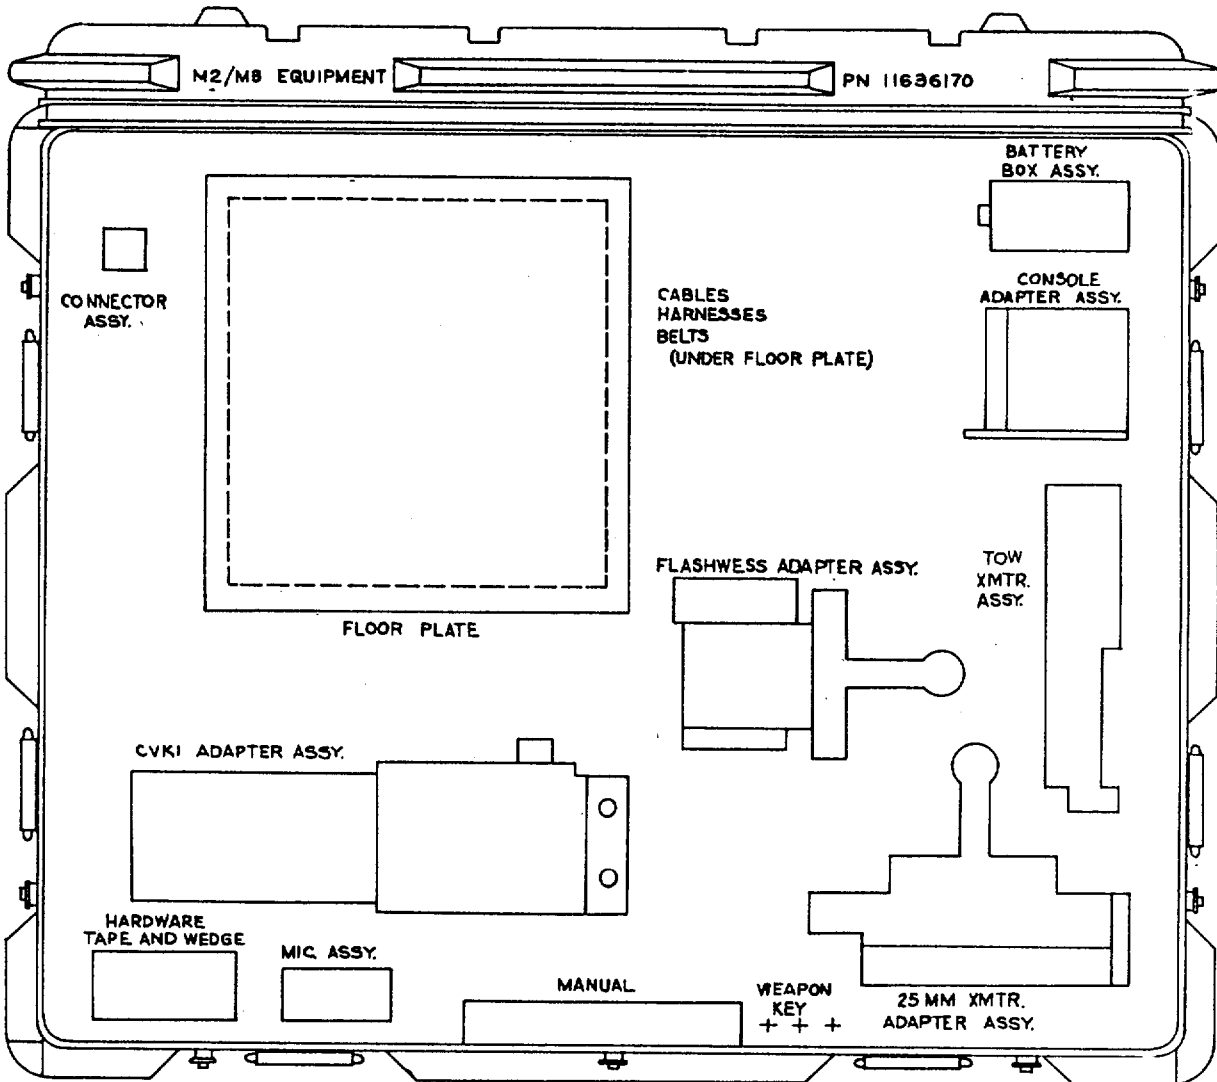 M2/M8 EQUIPMENT
PN 11636170
BATTERY
BOX ASSY.
CONNECTOR
ASSY.
CABLES
HARNESSES
BELTS
(UNDER FLOOR PLATE)
CONSOLE
ADAPTER ASSY.
FLOOR PLATE
FLASHWESS ADAPTER ASSY.
TOW
XMTR.
ASSY.
CVKI ADAPTER ASSY.
HARDWARE
TAPE AND WEDGE
MIC. ASSY.
MANUAL
WEAPON
KEY
25 MM XMTR.
ADAPTER ASSY.